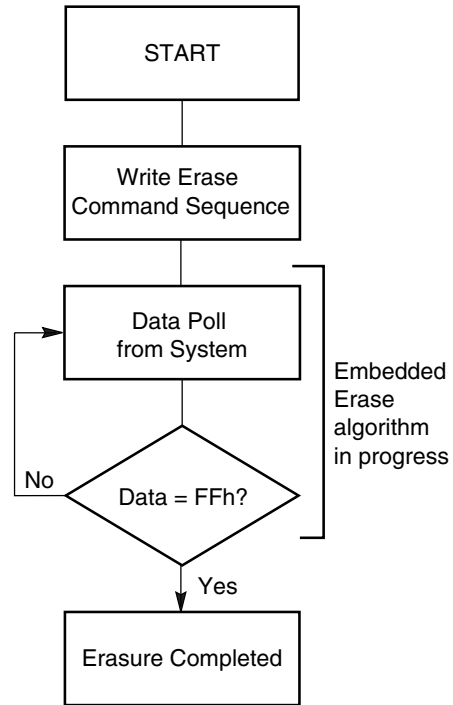 START
Write Erase
Command Sequence
Data Poll
from System
Embedded
Erase
algorithm
in progress
No
Data = FFh?
Yes
Erasure Completed